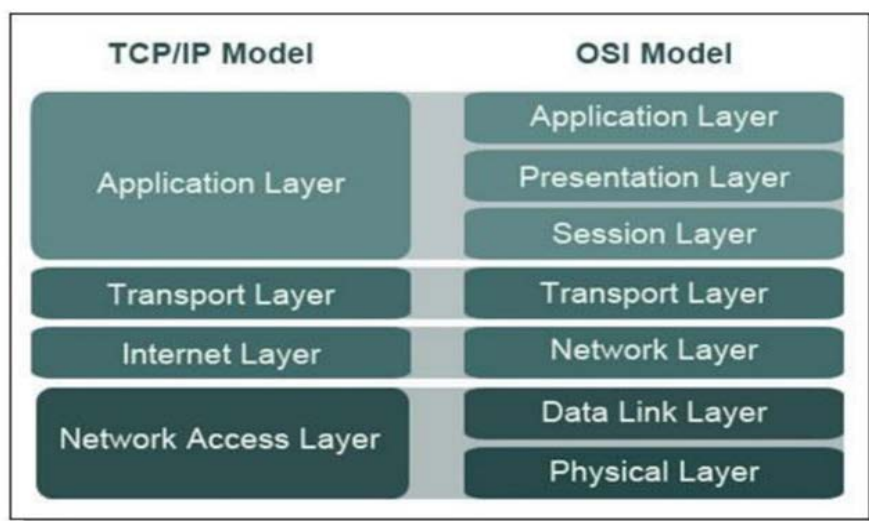 TCP/IP Model
OSI Model
Application Layer
Transport Layer
Internet Layer
Network Access Layer
Application Layer
Presentation Layer
Session Layer
Transport Layer
Network Layer
Data Link Layer
Physical Layer